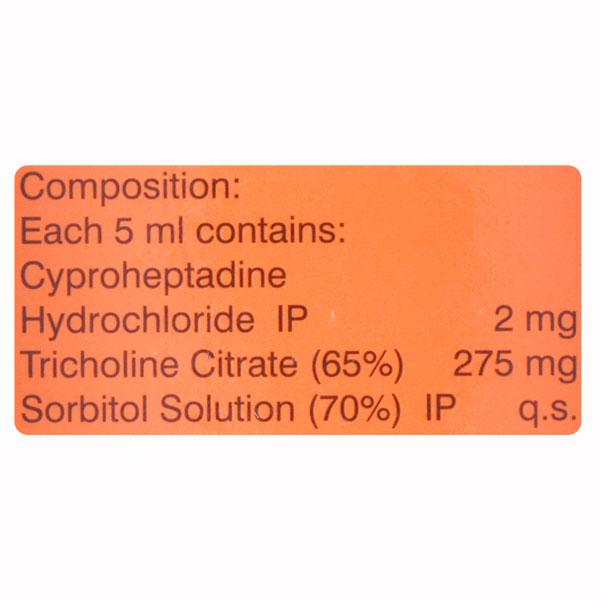 Composition:
Each 5 ml contains:
Cyproheptadine
Hydrochloride IP 2 mg
Tricholine Citrate (65%) 275 mg
Sorbitol Solution (70%) IP q.s.